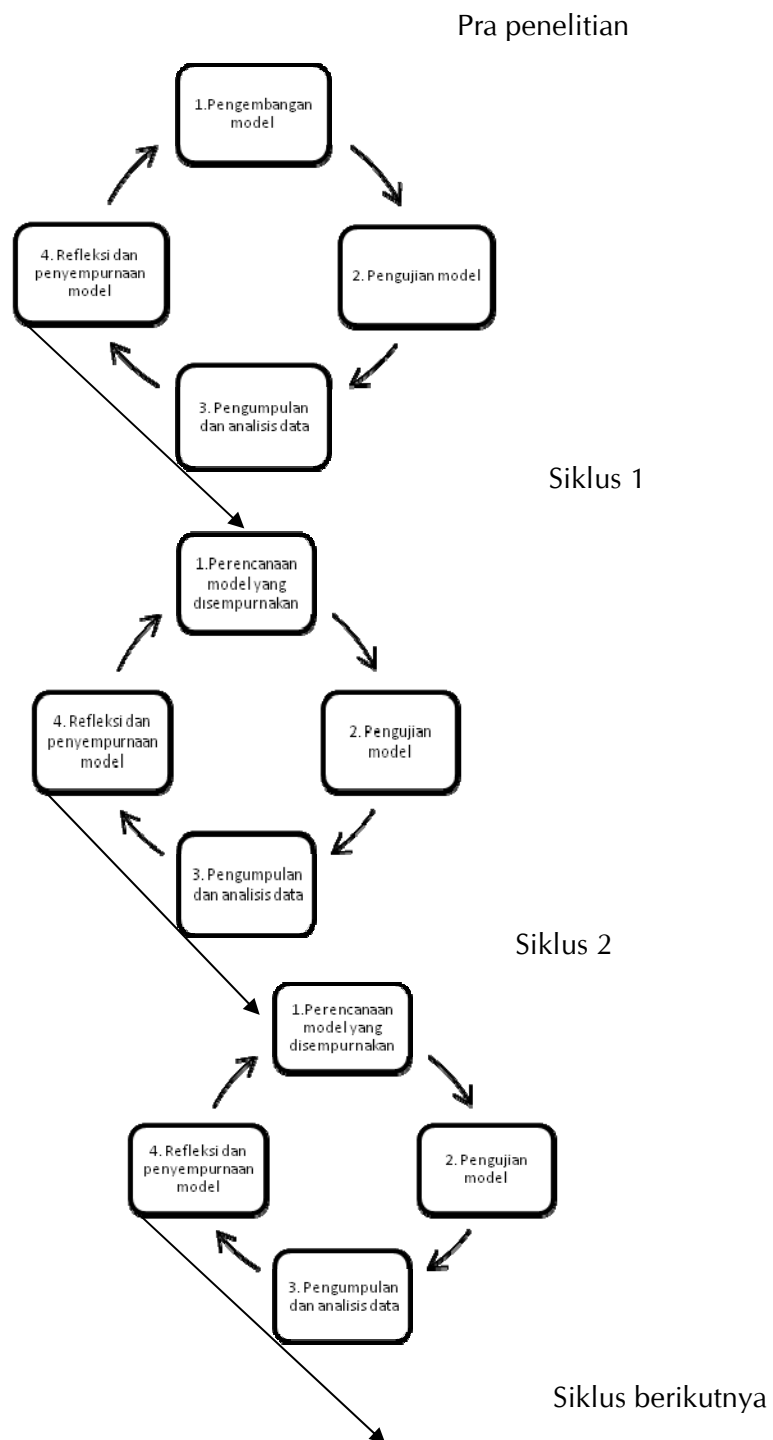 Pra penelitian
1.Pengembangan
model
2. Pengujian model
3. Pengumpulan
dan analisis data
4. Refleksi dan
penyempurnaan
model
Siklus 1
1.Perencanaan
model yang
disempurnakan
2. Pengujian
model
3. Pengumpulan
dan analisis data
4. Refleksi dan
penyempurnaan
model
Siklus 2
1.Perencanaan
model yang
disempurnakan
2. Pengujian
model
3. Pengumpulan
dan analisis data
4. Refleksi dan
penyempurnaan
model
Siklus berikutnya